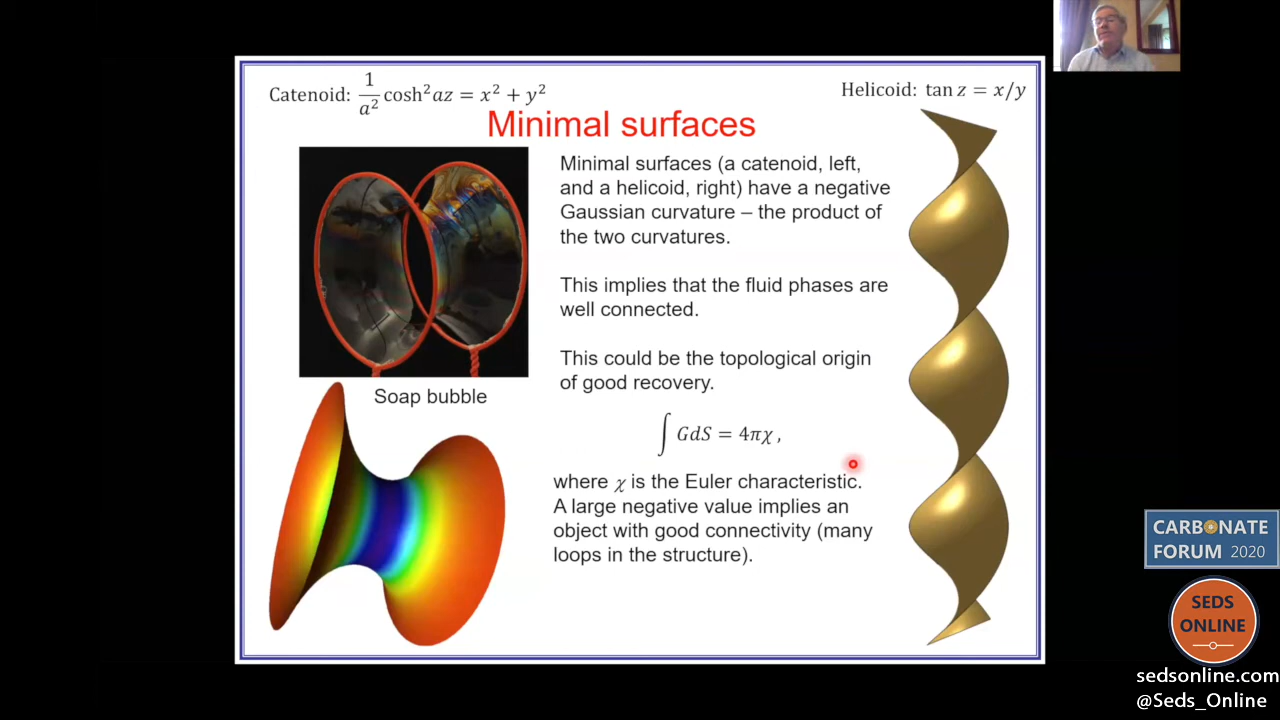 Catenoid: 1/a² cosh² az = x² + y²
Helicoid: tan z = x/y
Minimal surfaces
Minimal surfaces (a catenoid, left,
and a helicoid, right) have a negative
Gaussian curvature – the product of
the two curvatures.
This implies that the fluid phases are
well connected.
This could be the topological origin
of good recovery.
∫ GdS = 4πχ ,
where χ is the Euler characteristic.
A large negative value implies an
object with good connectivity (many
loops in the structure).
Soap bubble
CARBONATE
FORUM 2020
SEDS
ONLINE
sedsonline.com
@Seds_Online